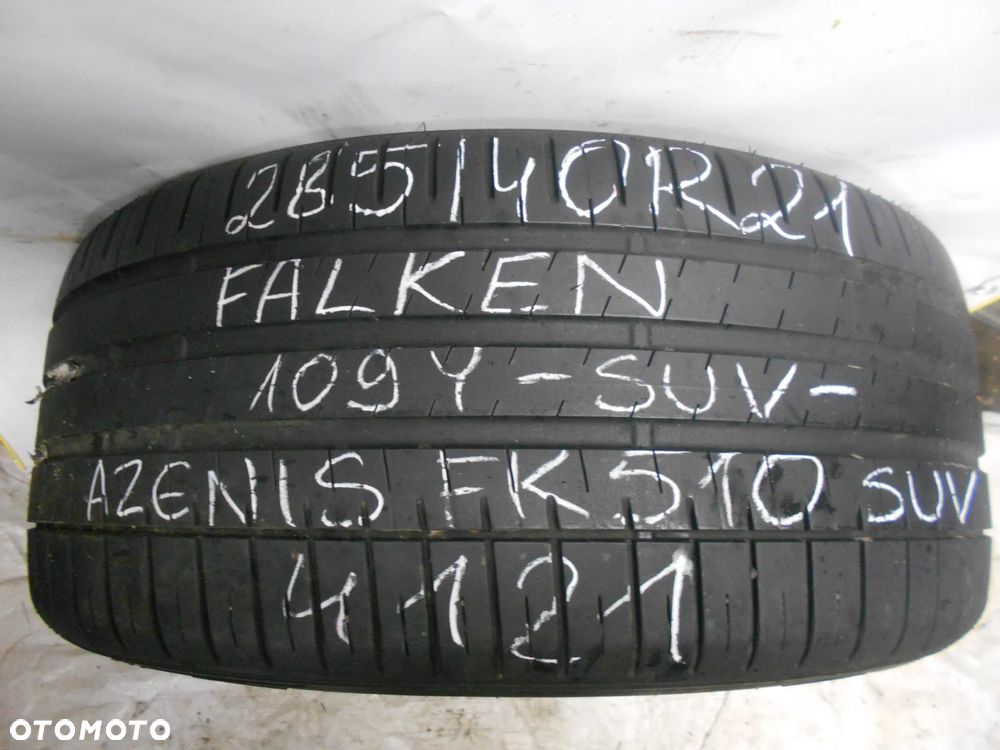 285/40R21
FALKEN
109Y -SUV-
AZENIS FK510 SUV
4121
OTOMOTO